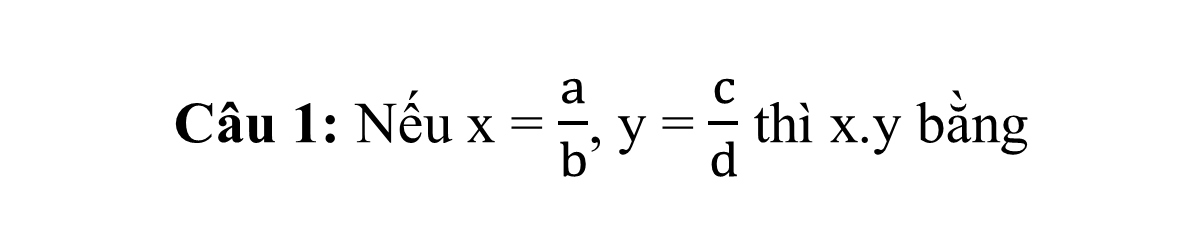 Câu 1: Nếu x = a/b, y = c/d thì x.y bằng